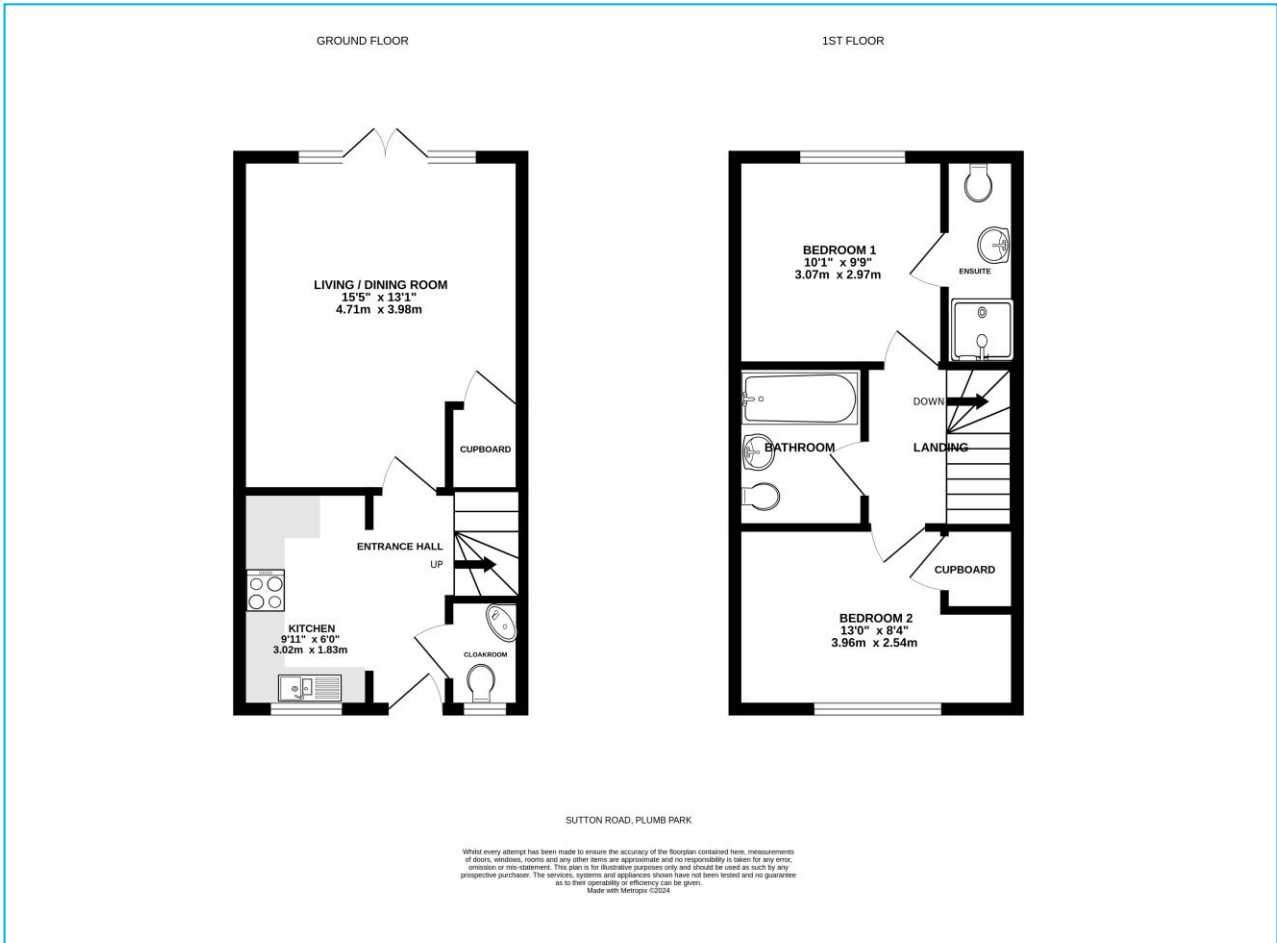 GROUND FLOOR
1ST FLOOR
LIVING / DINING ROOM
15'5" x 13'1"
4.71m x 3.98m
CUPBOARD
ENTRANCE HALL
UP
KITCHEN
9'11" x 6'0"
3.02m x 1.83m
CLOAKROOM
BEDROOM 1
10'1" x 9'9"
3.07m x 2.97m
ENSUITE
DOWN
BATHROOM
LANDING
CUPBOARD
BEDROOM 2
13'0" x 8'4"
3.96m x 2.54m
SUTTON ROAD, PLUMB PARK
Whilst every attempt has been made to ensure the accuracy of the floorplan contained here, measurements
of doors, windows, rooms and any other items are approximate and no responsibility is taken for any error,
omission or mis-statement. This plan is for illustrative purposes only and should be used as such by any
prospective purchaser. The services, systems and appliances shown have not been tested and no guarantee
as to their operability or efficiency can be given.
Made with Metropix ©2024